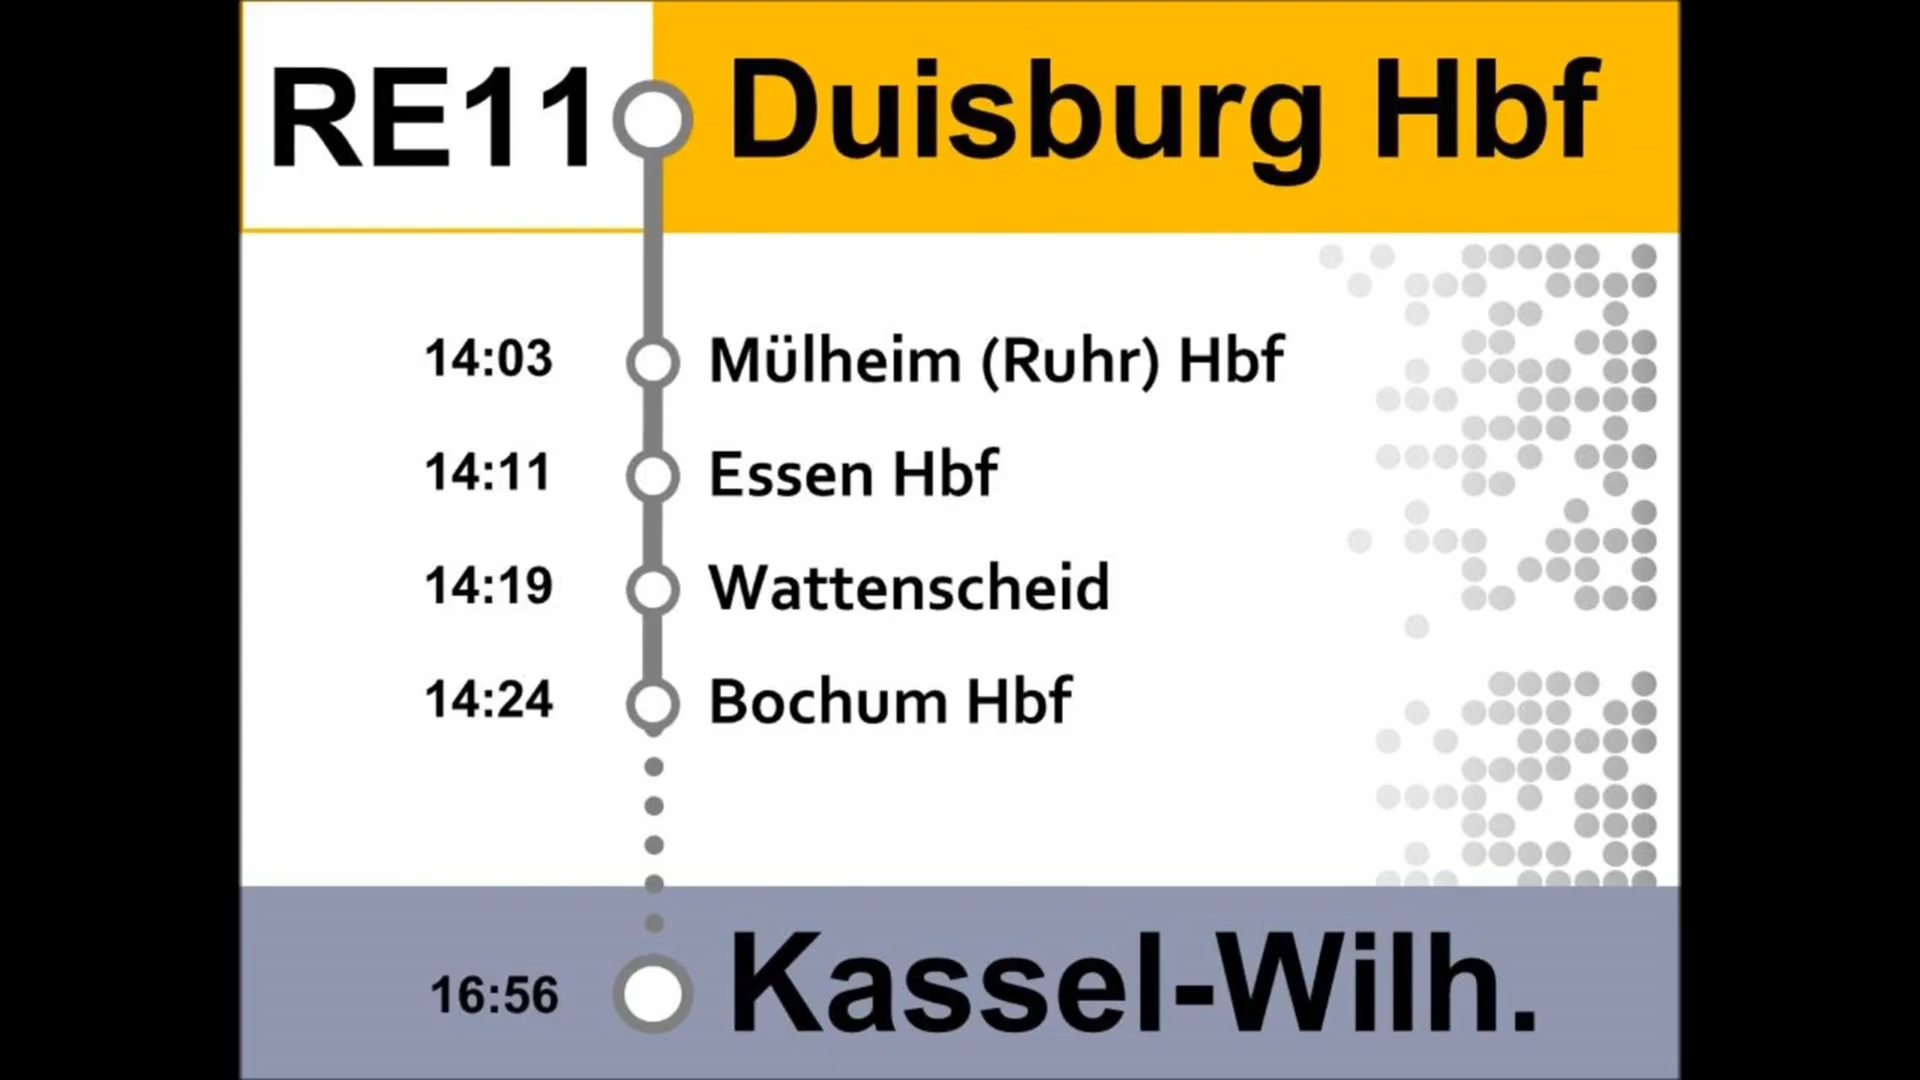 RE11 Duisburg Hbf
14:03 Mülheim (Ruhr) Hbf
14:11 Essen Hbf
14:19 Wattenscheid
14:24 Bochum Hbf
16:56 Kassel-Wilh.